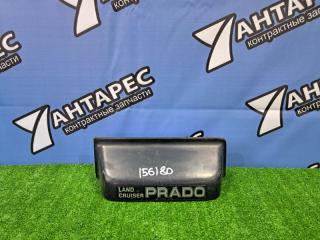 АНТАРЕС
контрактные запчасти
АНТАРЕС
контрактные запчасти
АНТАРЕС
контрактные запчасти
156180
LAND
CRUISER PRADO